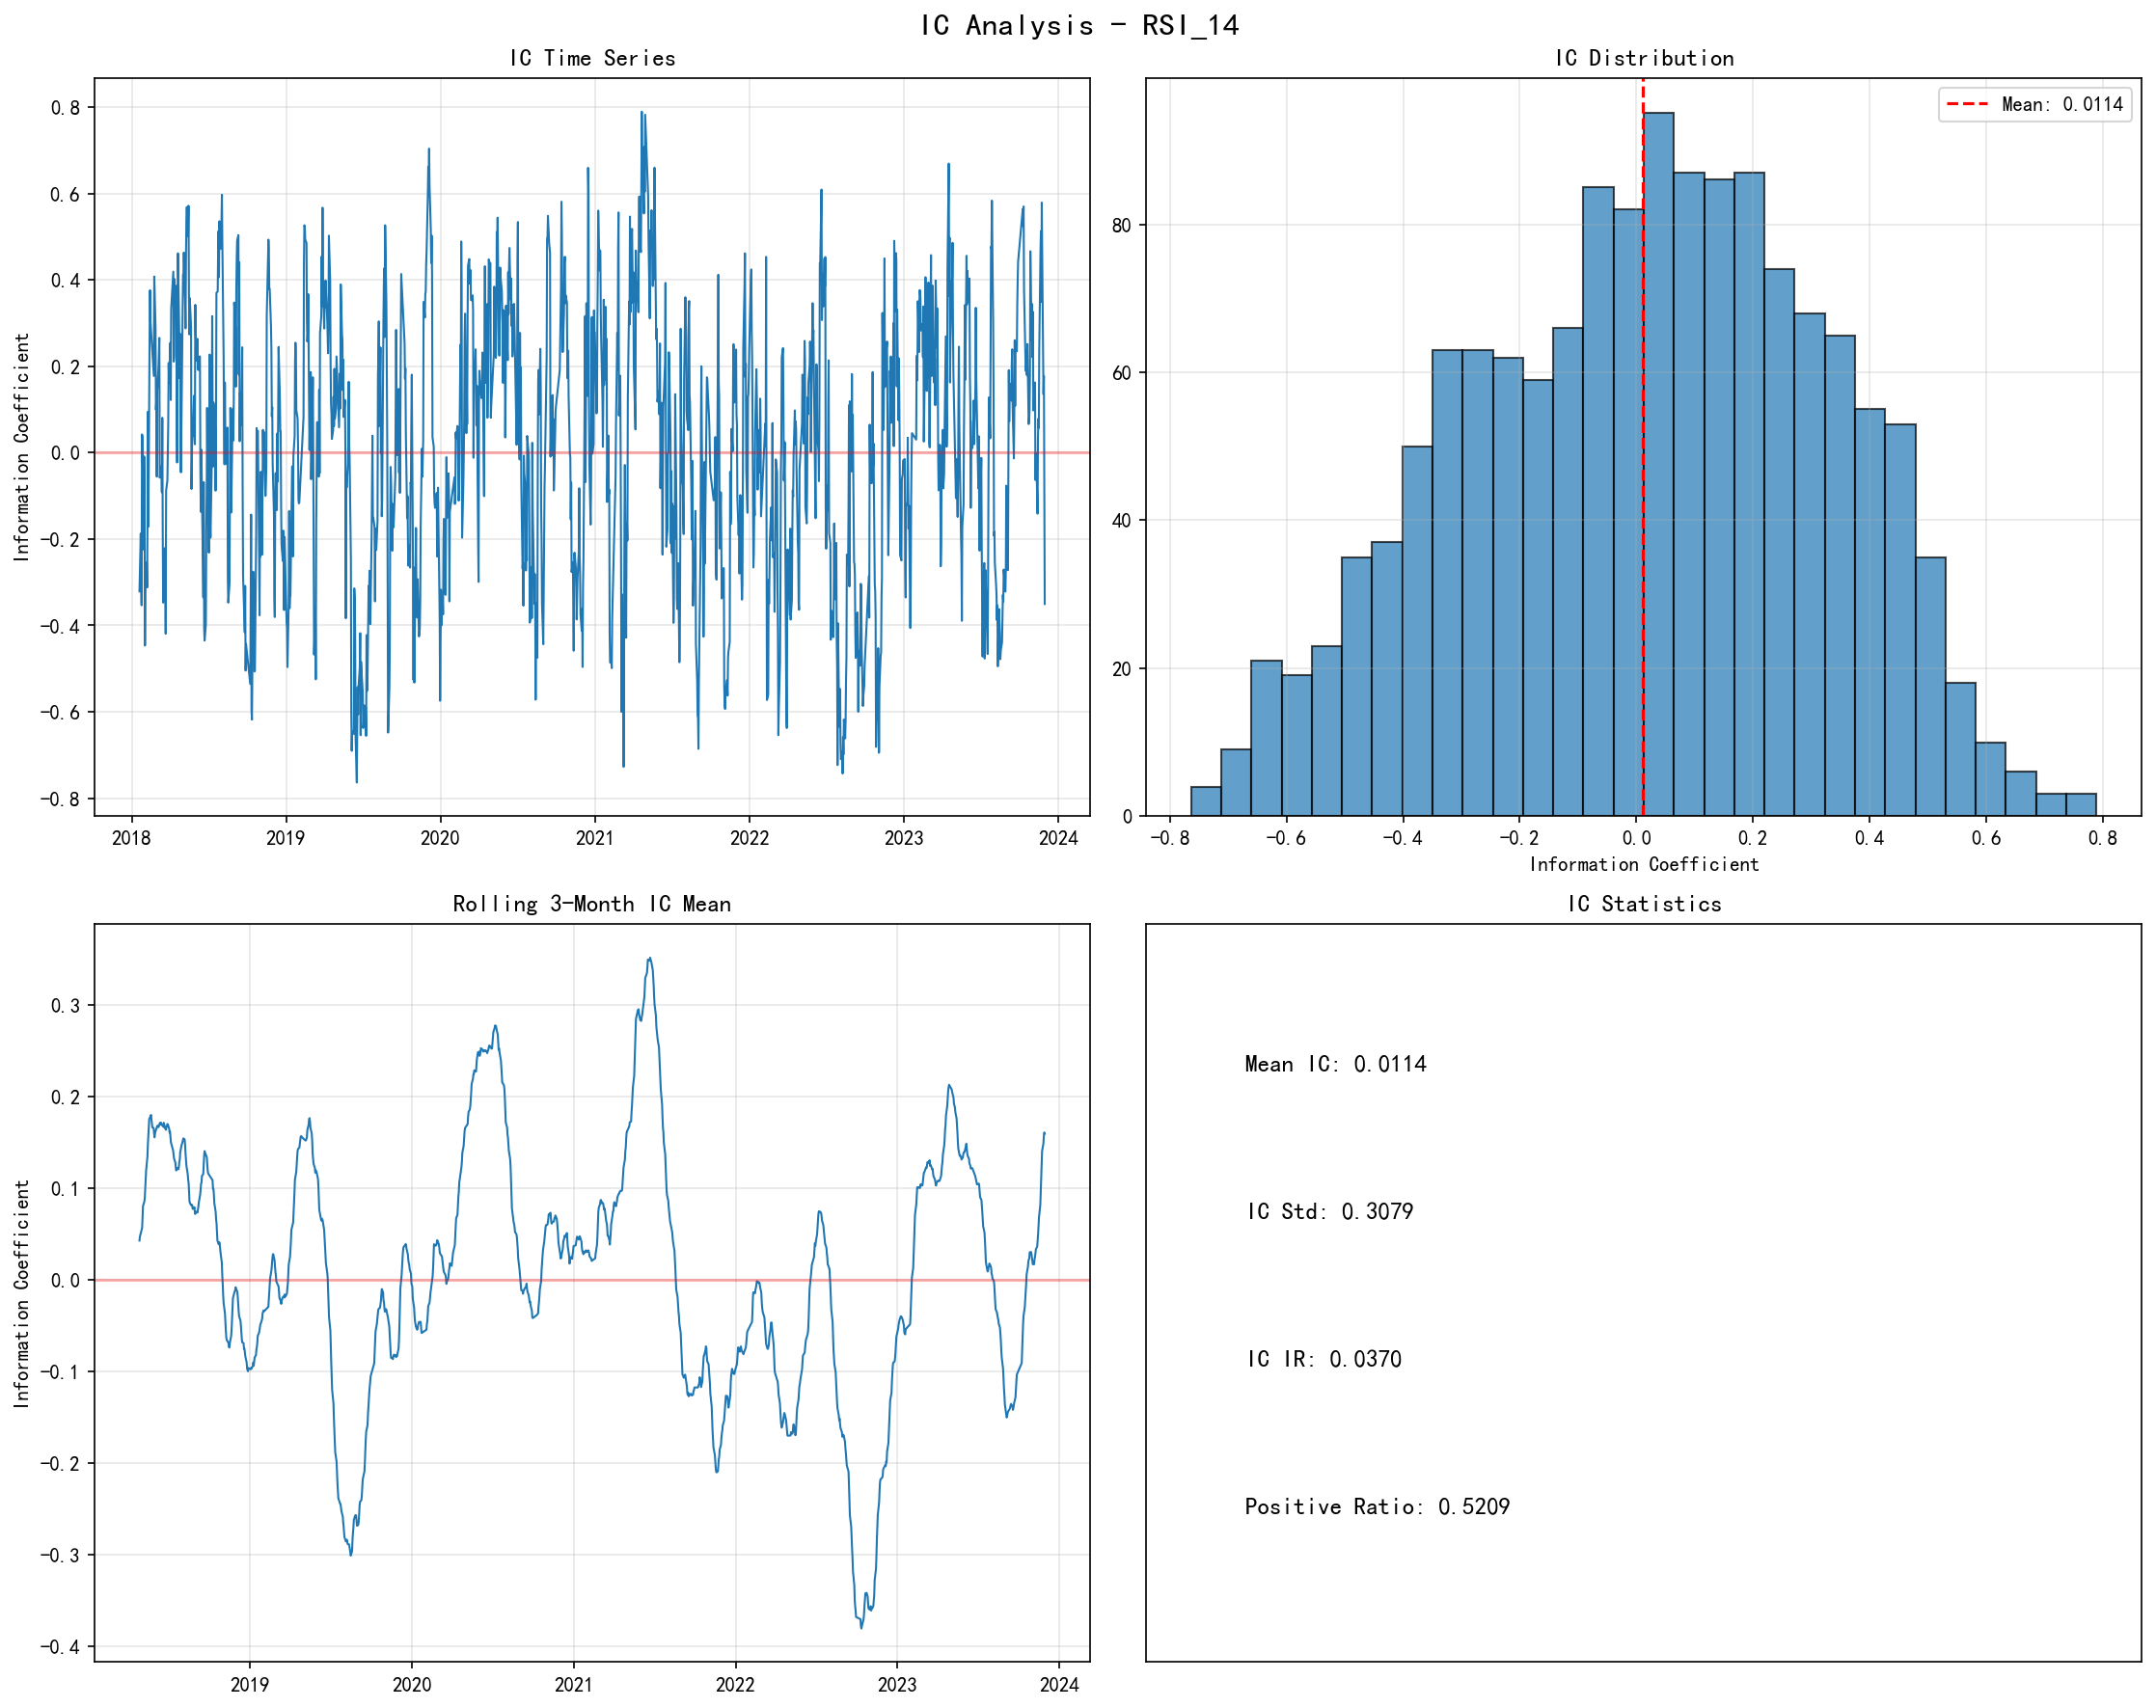 IC Analysis - RSI_14
IC Time Series
Information Coefficient
0.8
0.6
0.4
0.2
0.0
-0.2
-0.4
-0.6
-0.8
2018 2019 2020 2021 2022 2023 2024
IC Distribution
Mean: 0.0114
80
60
40
20
0
-0.8 -0.6 -0.4 -0.2 0.0 0.2 0.4 0.6 0.8
Information Coefficient
Rolling 3-Month IC Mean
Information Coefficient
0.3
0.2
0.1
0.0
-0.1
-0.2
-0.3
-0.4
2019 2020 2021 2022 2023 2024
IC Statistics
Mean IC: 0.0114
IC Std: 0.3079
IC IR: 0.0370
Positive Ratio: 0.5209